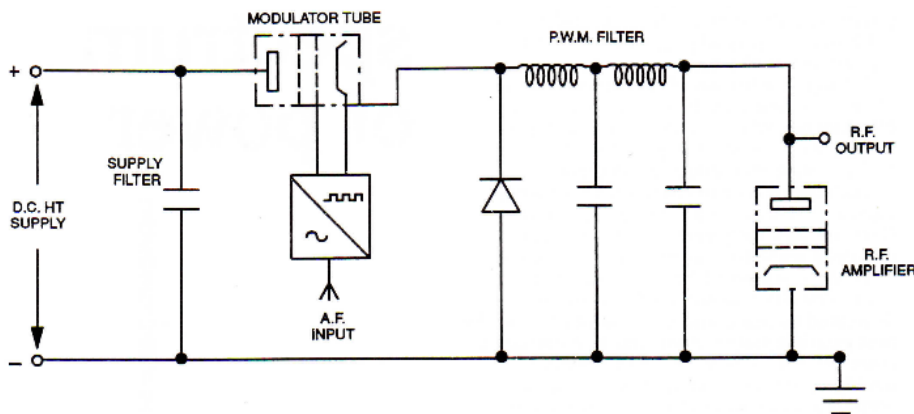 MODULATOR TUBE
P.W.M. FILTER
+
SUPPLY
FILTER
D.C. HT
SUPPLY
R.F.
OUTPUT
R.F.
AMPLIFIER
A.F.
INPUT
–